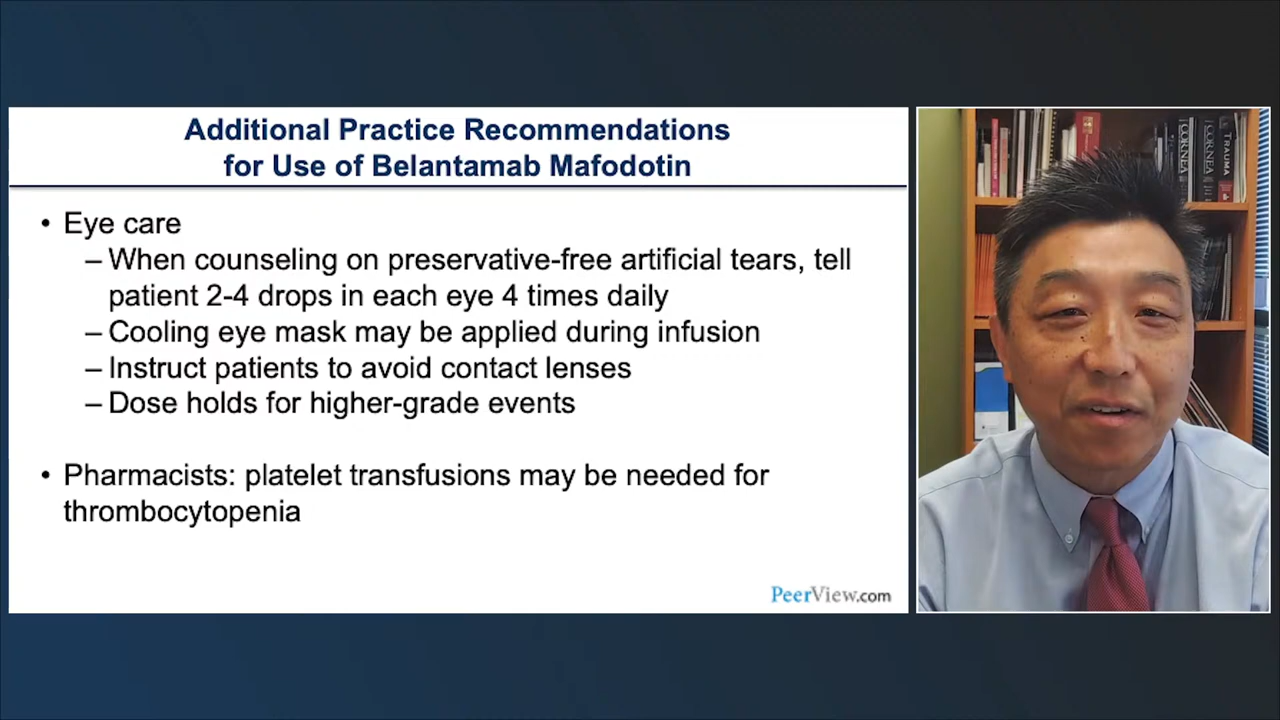 Additional Practice Recommendations
for Use of Belantamab Mafodotin
• Eye care
– When counseling on preservative-free artificial tears, tell
patient 2-4 drops in each eye 4 times daily
– Cooling eye mask may be applied during infusion
– Instruct patients to avoid contact lenses
– Dose holds for higher-grade events
• Pharmacists: platelet transfusions may be needed for
thrombocytopenia
PeerView.com
CORNEA
CORNEA
TRAUMA